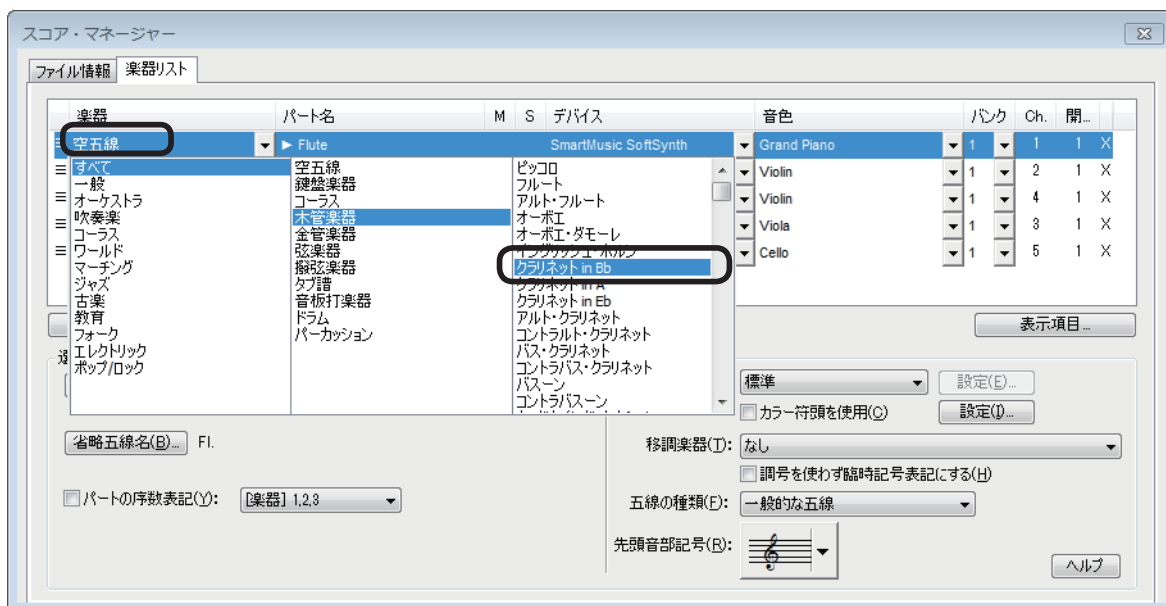 スコア・マネージャー
ファイル情報 楽器リスト
楽器 パート名 M S デバイス 音色 バンク Ch. 開...
空五線 ► Flute SmartMusic SoftSynth Grand Piano 1 1 1 X
Violin 1 2 1 X
Violin 1 4 1 X
Viola 1 3 1 X
Cello 1 5 1 X
すべて
一般
オーケストラ
吹奏楽
コーラス
ワールド
マーチング
ジャズ
古楽
教育
フォーク
エレクトリック
ポップ/ロック
空五線
鍵盤楽器
コーラス
木管楽器
金管楽器
弦楽器
撥弦楽器
タブ譜
音板打楽器
ドラム
パーカッション
ピッコロ
フルート
アルト・フルート
オーボエ
オーボエ・ダモーレ
イングリッシュ・ホルン
クラリネット in Bb
クラリネット in A
クラリネット in Eb
アルト・クラリネット
コントラルト・クラリネット
バス・クラリネット
コントラバス・クラリネット
バスーン
コントラバスーン
表示項目...
標準 設定(E)...
カラー符頭を使用(C) 設定(I)...
省略五線名(B)... Fl.
移調楽器(T): なし
調号を使わず臨時記号表記にする(H)
パートの序数表記(Y): [楽器] 1,2,3
五線の種類(F): 一般的な五線
先頭音部記号(R):
ヘルプ